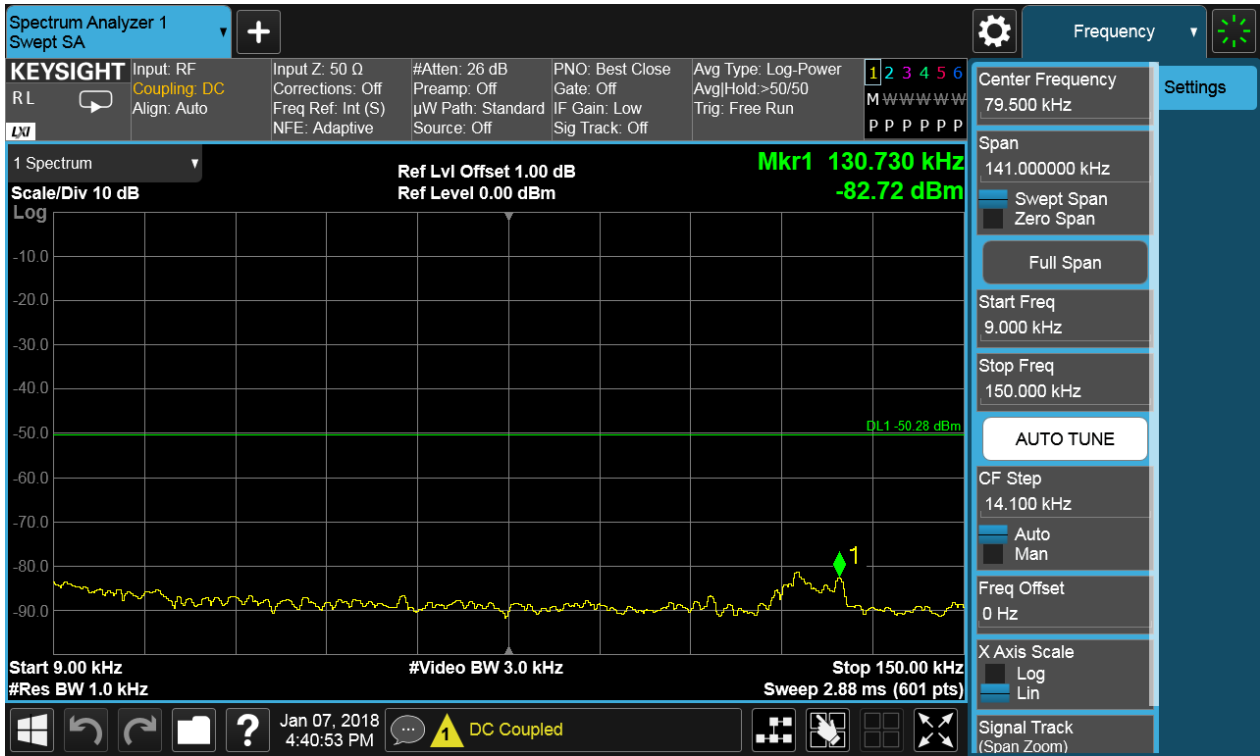 Spectrum Analyzer 1
Swept SA
+
Frequency
KEYSIGHT
RL
LXI
Input: RF
Coupling: DC
Align: Auto
Input Z: 50 Ω
Corrections: Off
Freq Ref: Int (S)
NFE: Adaptive
#Atten: 26 dB
Preamp: Off
µW Path: Standard
Source: Off
PNO: Best Close
Gate: Off
IF Gain: Low
Sig Track: Off
Avg Type: Log-Power
Avg|Hold:>50/50
Trig: Free Run
1 2 3 4 5 6
M W W W W W
P P P P P P
1 Spectrum
Scale/Div 10 dB
Log
Ref Lvl Offset 1.00 dB
Ref Level 0.00 dBm
Mkr1 130.730 kHz
-82.72 dBm
-10.0
-20.0
-30.0
-40.0
-50.0
-60.0
-70.0
-80.0
-90.0
DL1 -50.28 dBm
1
Start 9.00 kHz
#Res BW 1.0 kHz
#Video BW 3.0 kHz
Stop 150.00 kHz
Sweep 2.88 ms (601 pts)
Center Frequency
79.500 kHz
Span
141.000000 kHz
Swept Span
Zero Span
Full Span
Start Freq
9.000 kHz
Stop Freq
150.000 kHz
AUTO TUNE
CF Step
14.100 kHz
Auto
Man
Freq Offset
0 Hz
X Axis Scale
Log
Lin
Signal Track
(Span Zoom)
Settings
?
Jan 07, 2018
4:40:53 PM
1
DC Coupled